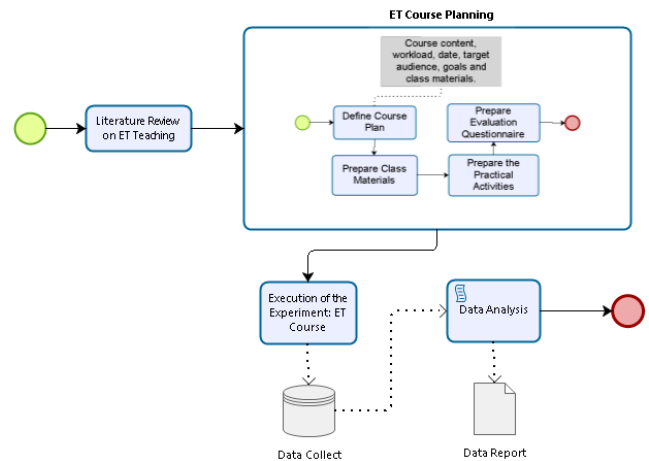 ET Course Planning
Course content,
workload, date, target
audience, goals and
class materials.
Literature Review
on ET Teaching
Define Course
Plan
Prepare
Evaluation
Questionnaire
Prepare Class
Materials
Prepare the
Practical
Activities
Execution of the
Experiment: ET
Course
Data Analysis
Data Collect
Data Report